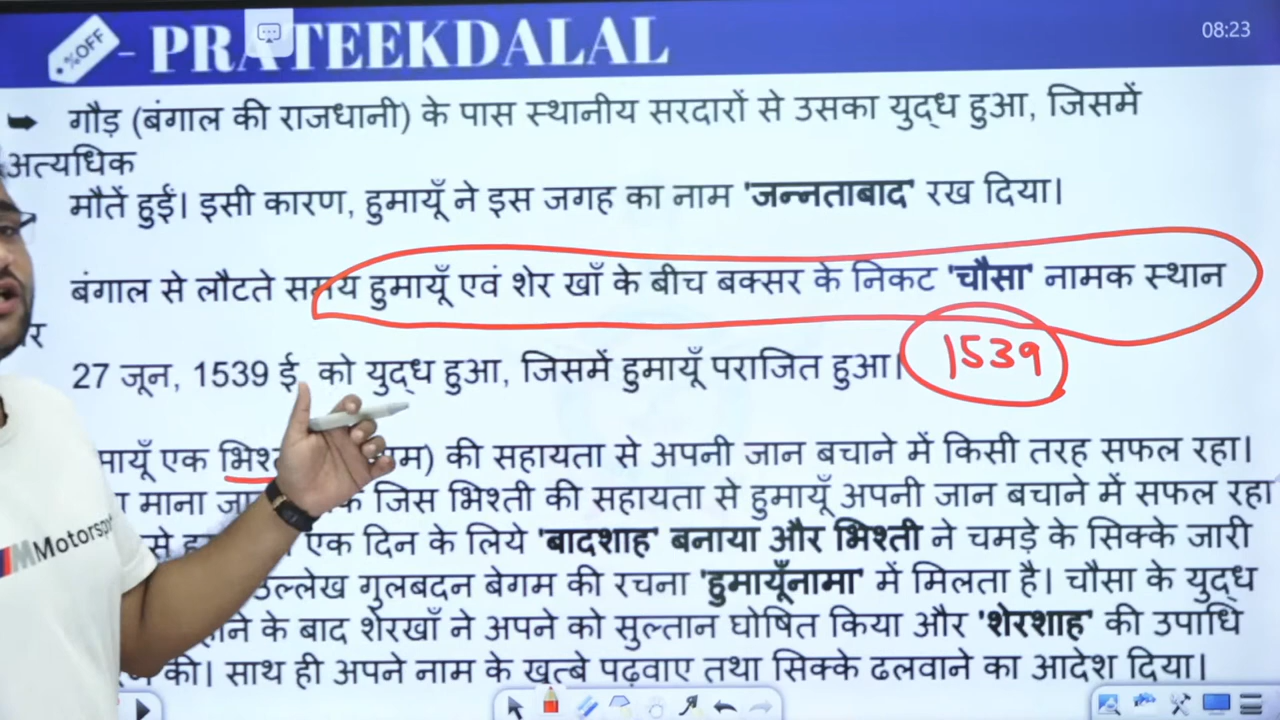 %OFF - PRATEEKDALAL 08:23
➡ गौड़ (बंगाल की राजधानी) के पास स्थानीय सरदारों से उसका युद्ध हुआ, जिसमें
अत्यधिक
मौतें हुईं। इसी कारण, हुमायूँ ने इस जगह का नाम 'जन्नताबाद' रख दिया।
बंगाल से लौटते समय हुमायूँ एवं शेर खाँ के बीच बक्सर के निकट 'चौसा' नामक स्थान
र
27 जून, 1539 ई. को युद्ध हुआ, जिसमें हुमायूँ पराजित हुआ। 1539
मायूँ एक भिश् म) की सहायता से अपनी जान बचाने में किसी तरह सफल रहा।
माना जा जिस भिश्ती की सहायता से हुमायूँ अपनी जान बचाने में सफल रहा
से एक दिन के लिये 'बादशाह' बनाया और भिश्ती ने चमड़े के सिक्के जारी
उल्लेख गुलबदन बेगम की रचना 'हुमायूँनामा' में मिलता है। चौसा के युद्ध
के बाद शेरखाँ ने अपने को सुल्तान घोषित किया और 'शेरशाह' की उपाधि
की। साथ ही अपने नाम के खुत्बे पढ़वाए तथा सिक्के ढलवाने का आदेश दिया।
Motorsp